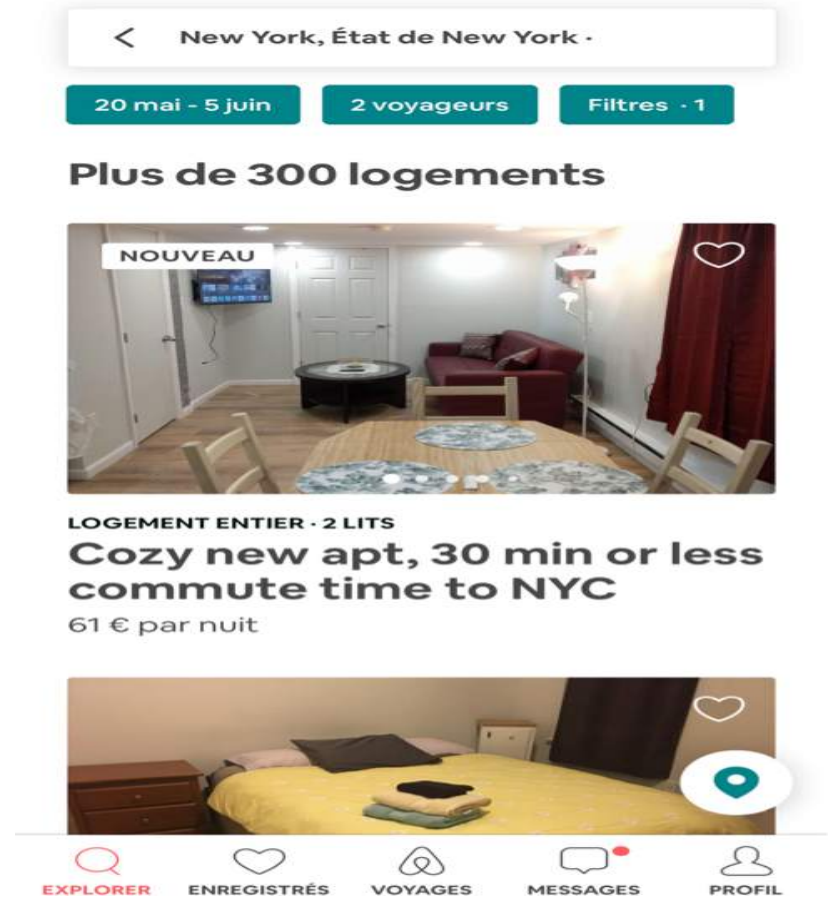 New York, État de New York ·
20 mai - 5 juin
2 voyageurs
Filtres · 1
Plus de 300 logements
NOUVEAU
LOGEMENT ENTIER · 2 LITS
Cozy new apt, 30 min or less
commute time to NYC
61 € par nuit
EXPLORER
ENREGISTRÉS
VOYAGES
MESSAGES
PROFIL